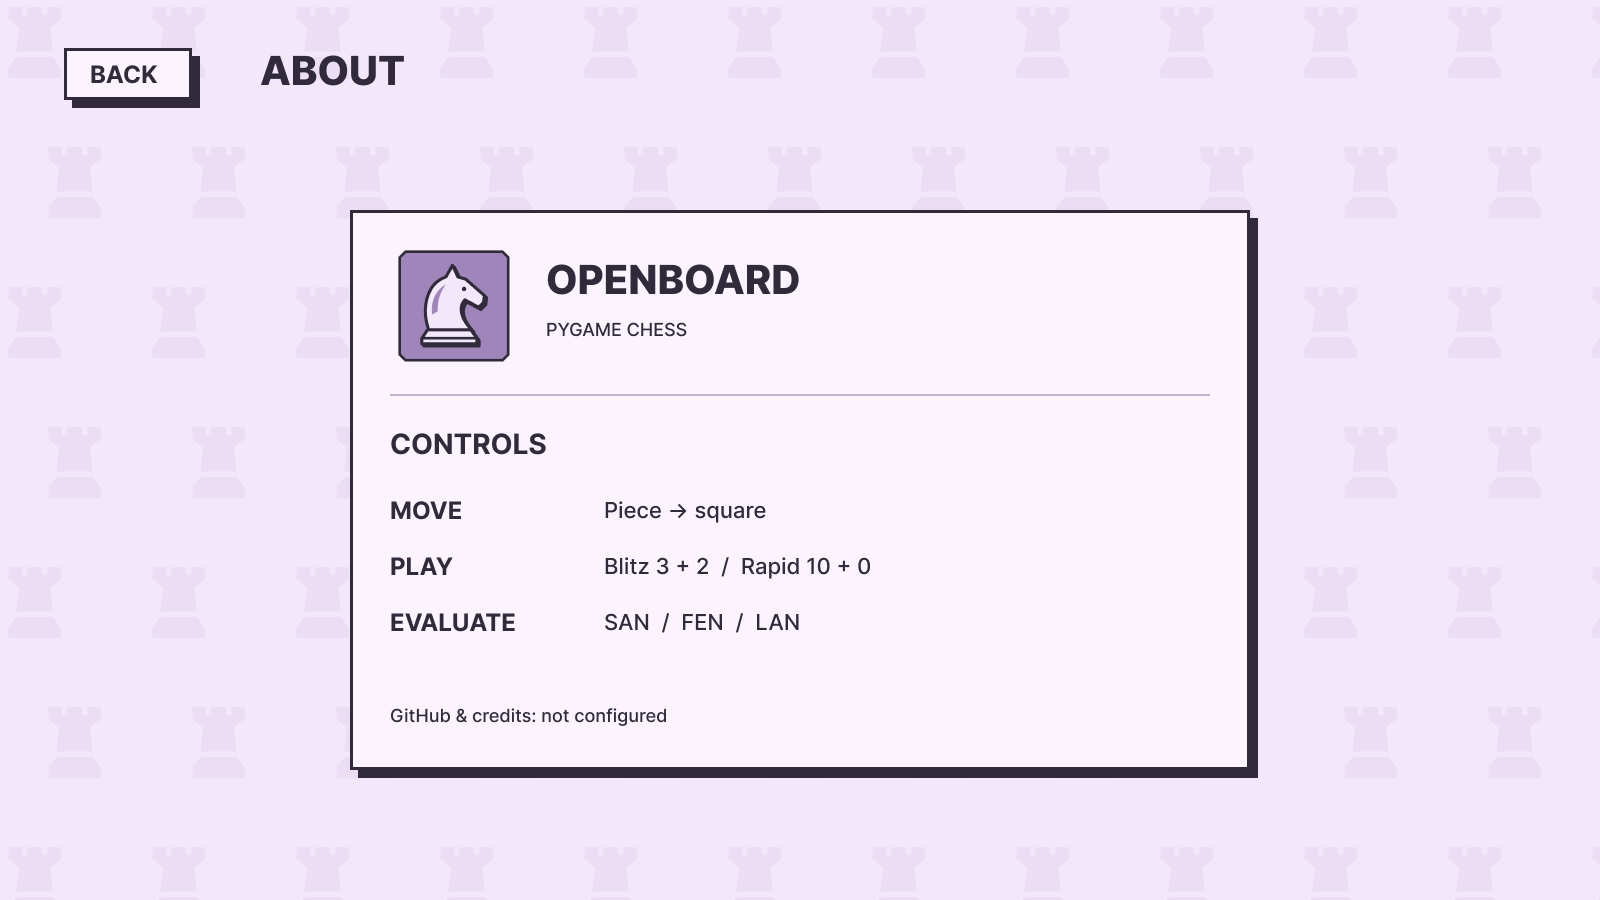 BACK
ABOUT
OPENBOARD
PYGAME CHESS
CONTROLS
MOVE Piece → square
PLAY Blitz 3 + 2 / Rapid 10 + 0
EVALUATE SAN / FEN / LAN
GitHub & credits: not configured